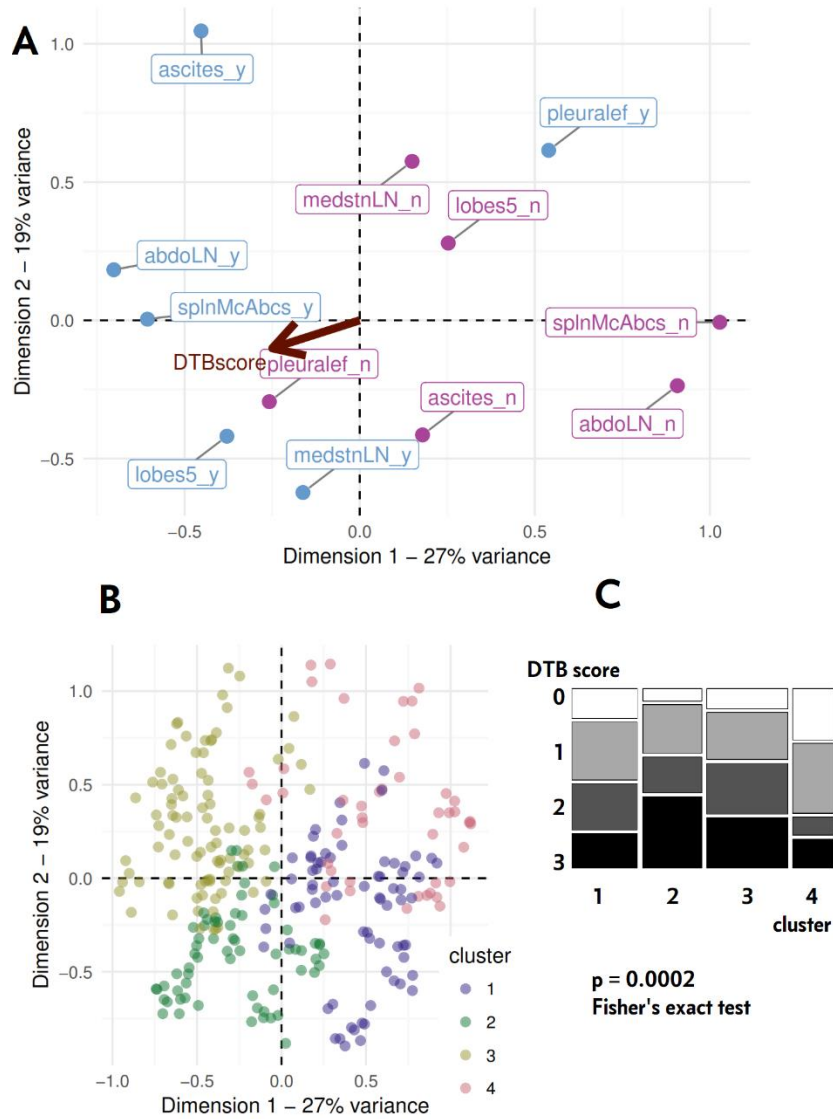 A
1.0
0.5
0.0
−0.5
Dimension 2 − 19% variance
ascites_y
pleuralef_y
medstnLN_n
lobes5_n
abdoLN_y
splnMcAbcs_y
splnMcAbcs_n
DTBscore
pleuralef_n
ascites_n
abdoLN_n
lobes5_y
medstnLN_y
−0.5
0.0
0.5
1.0
Dimension 1 − 27% variance
B
1.0
0.5
0.0
−0.5
Dimension 2 − 19% variance
−1.0
−0.5
0.0
0.5
Dimension 1 − 27% variance
cluster
1
2
3
4
C
DTB score
0
1
2
3
1 2 3 4
cluster
p = 0.0002
Fisher's exact test